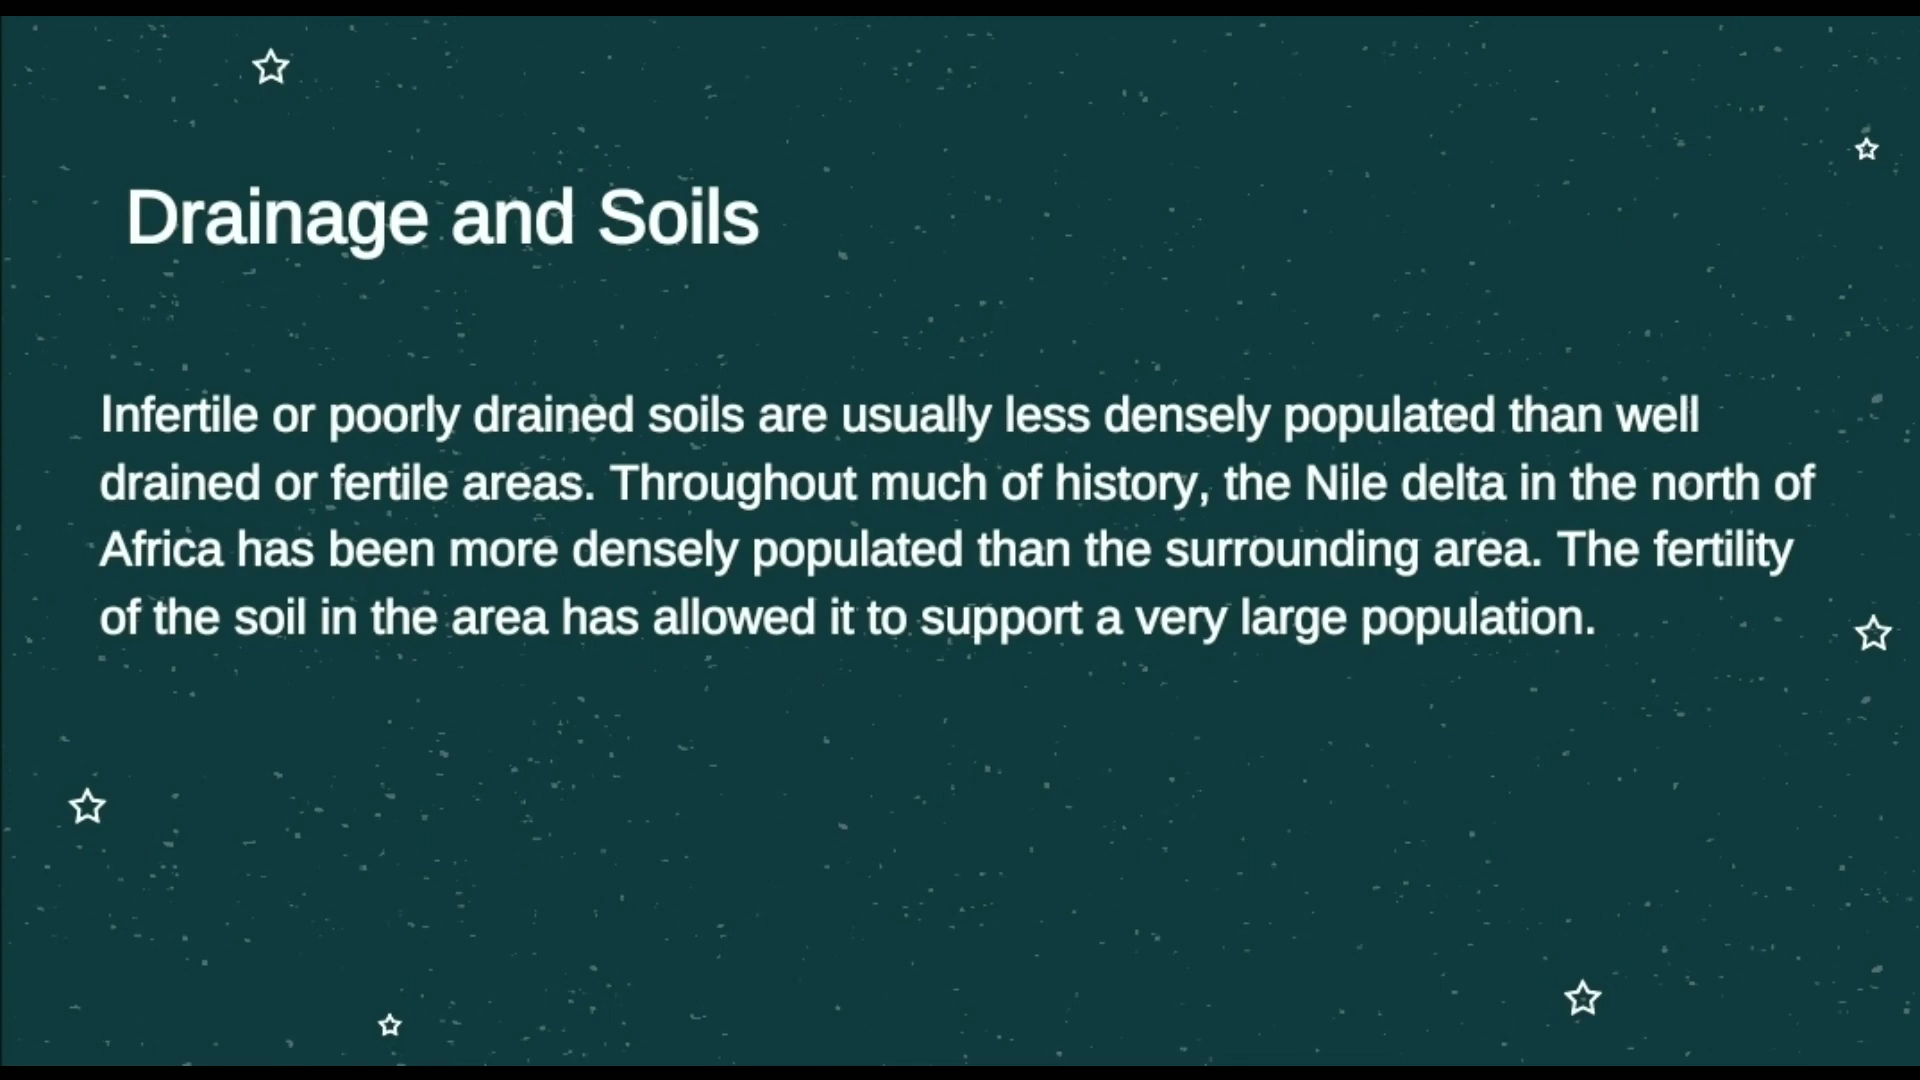 Drainage and Soils
Infertile or poorly drained soils are usually less densely populated than well
drained or fertile areas. Throughout much of history, the Nile delta in the north of
Africa has been more densely populated than the surrounding area. The fertility
of the soil in the area has allowed it to support a very large population.